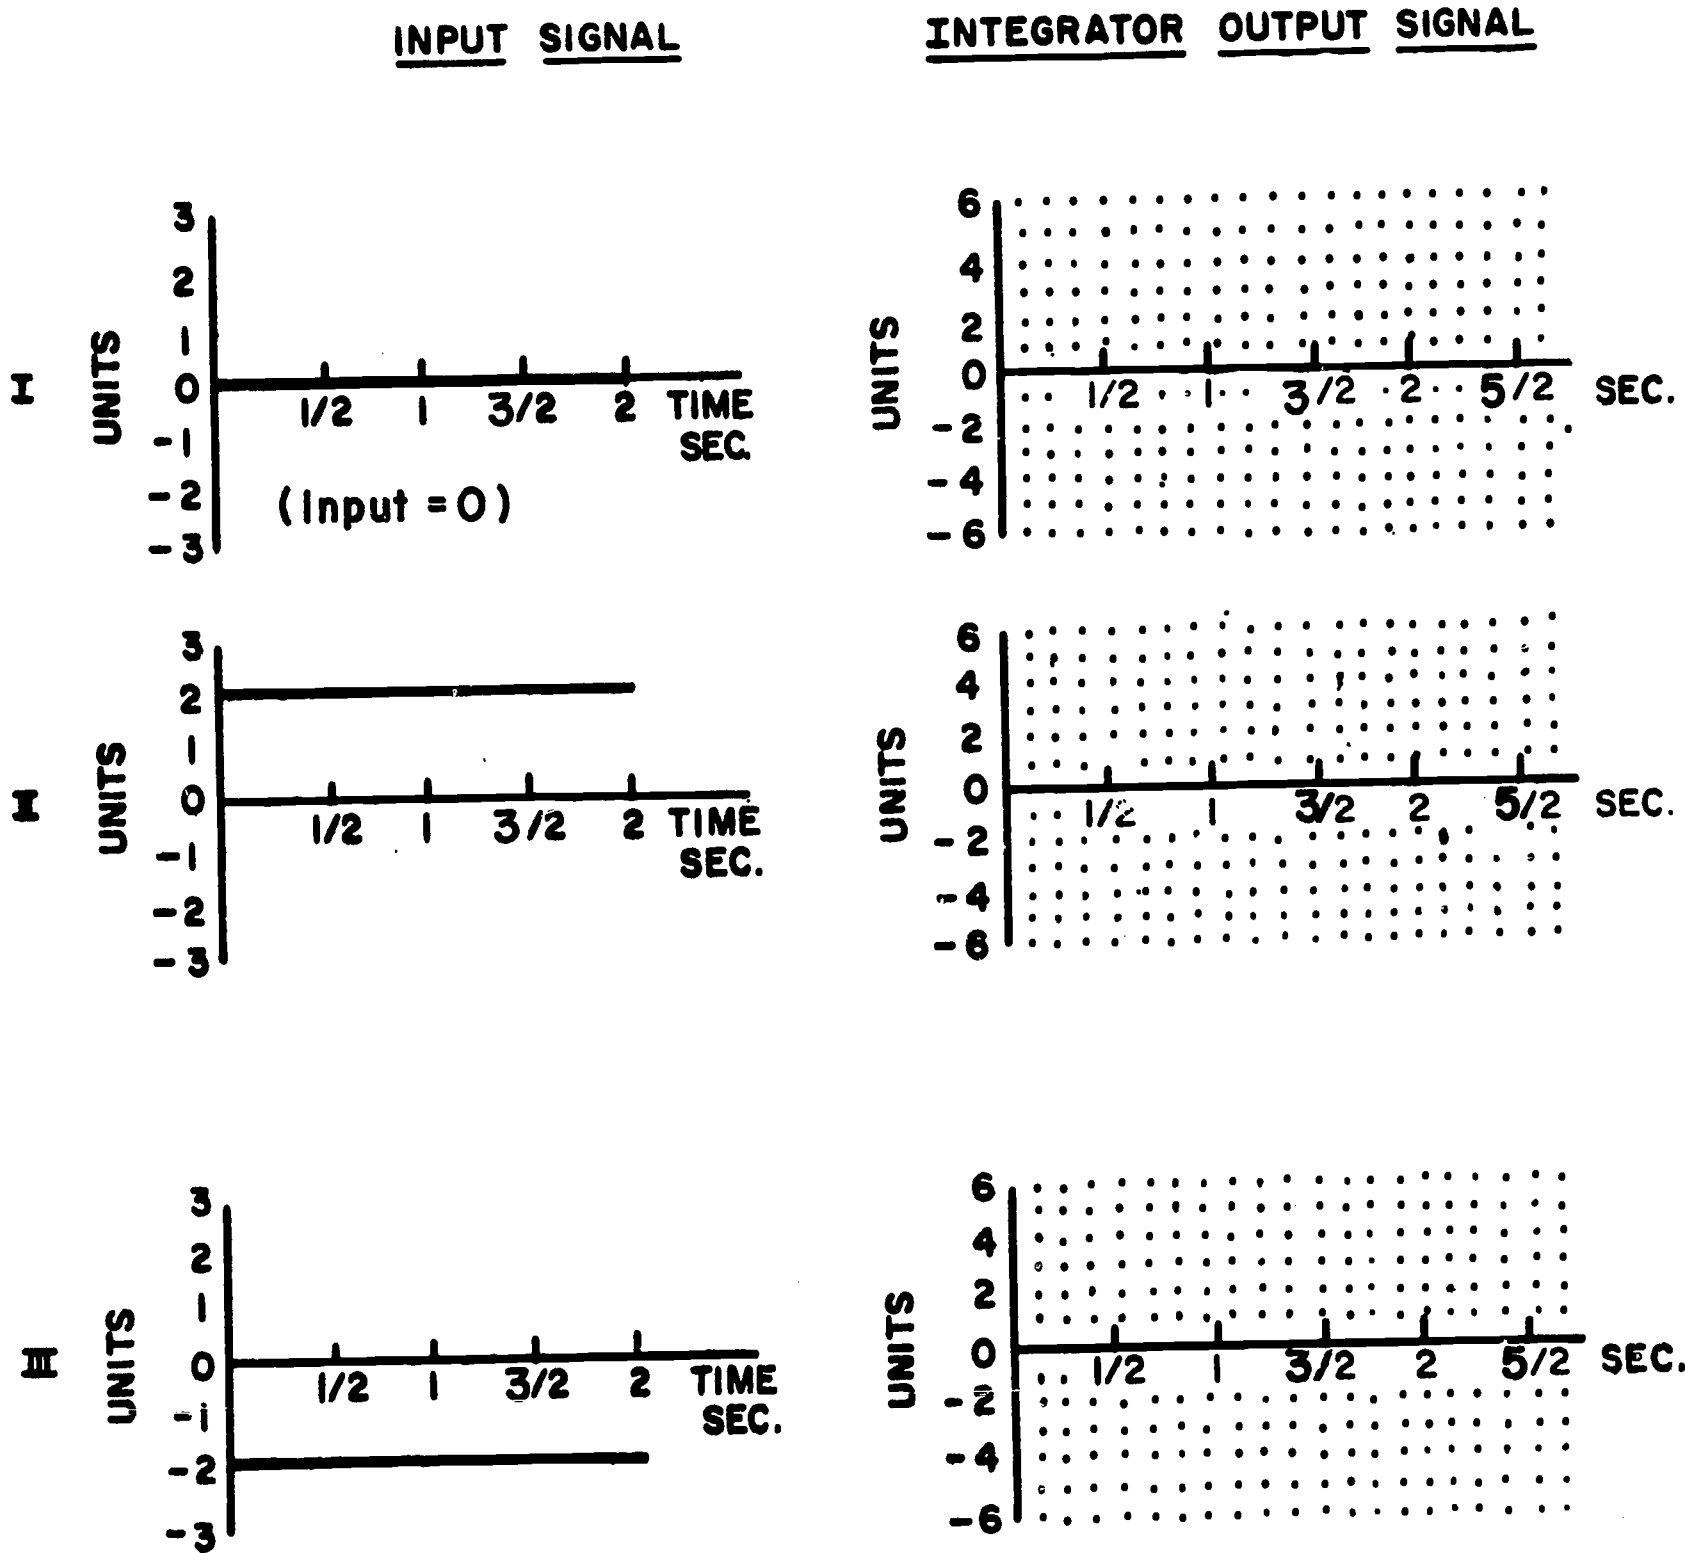 INPUT SIGNAL
INTEGRATOR OUTPUT SIGNAL
I
UNITS
3
2
1
0
-1
-2
-3
1/2 1 3/2 2 TIME
SEC.
(Input = 0)
UNITS
6
4
2
0
-2
-4
-6
1/2 1 3/2 2 5/2 SEC.
II
UNITS
3
2
1
0
-1
-2
-3
1/2 1 3/2 2 TIME
SEC.
UNITS
6
4
2
0
-2
-4
-6
1/2 1 3/2 2 5/2 SEC.
III
UNITS
3
2
1
0
-1
-2
-3
1/2 1 3/2 2 TIME
SEC.
UNITS
6
4
2
0
-2
-4
-6
1/2 1 3/2 2 5/2 SEC.